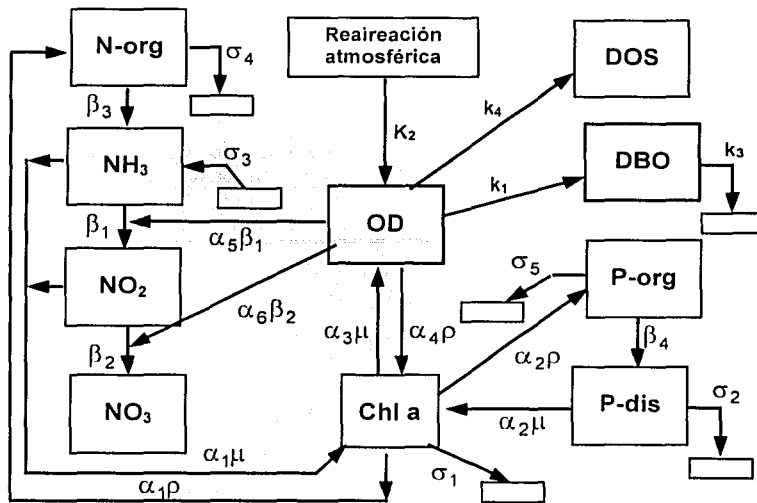 N-org
σ4
Reaireación
atmosférica
DOS
β3
K2
k4
NH3
σ3
DBO
k3
k1
β1
OD
α5β1
NO2
σ5
P-org
α6β2
β2
α3μ
α4ρ
α2ρ
β4
NO3
Chl a
α2μ
P-dis
σ2
α1μ
α1ρ
σ1